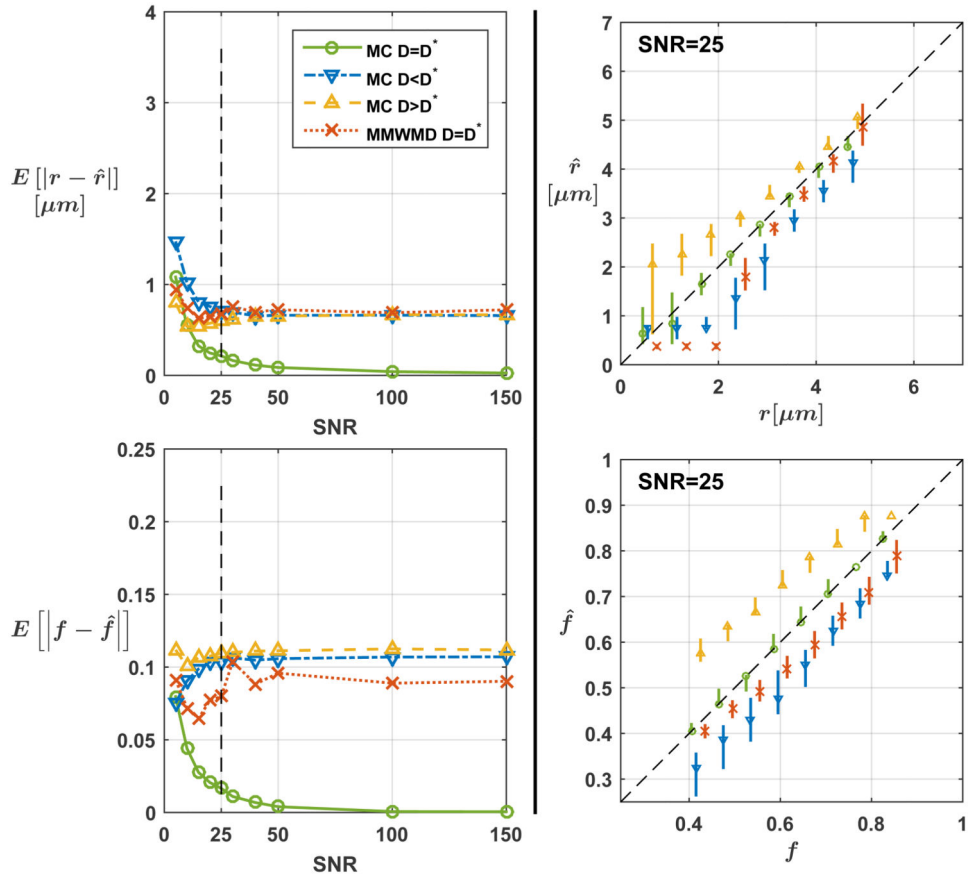 4
3
2
1
0
E [|r − r̂|]
[μm]
MC D=D*
MC D<D*
MC D>D*
MMWMD D=D*
0 25 50 100 150
SNR
SNR=25
7
6
5
4
3
2
1
0
r̂
[μm]
0 2 4 6
r[μm]
0.25
0.2
0.15
0.1
0.05
0
E [|f − f̂|]
0 25 50 100 150
SNR
SNR=25
1
0.9
0.8
0.7
0.6
0.5
0.4
0.3
f̂
0.4 0.6 0.8 1
f